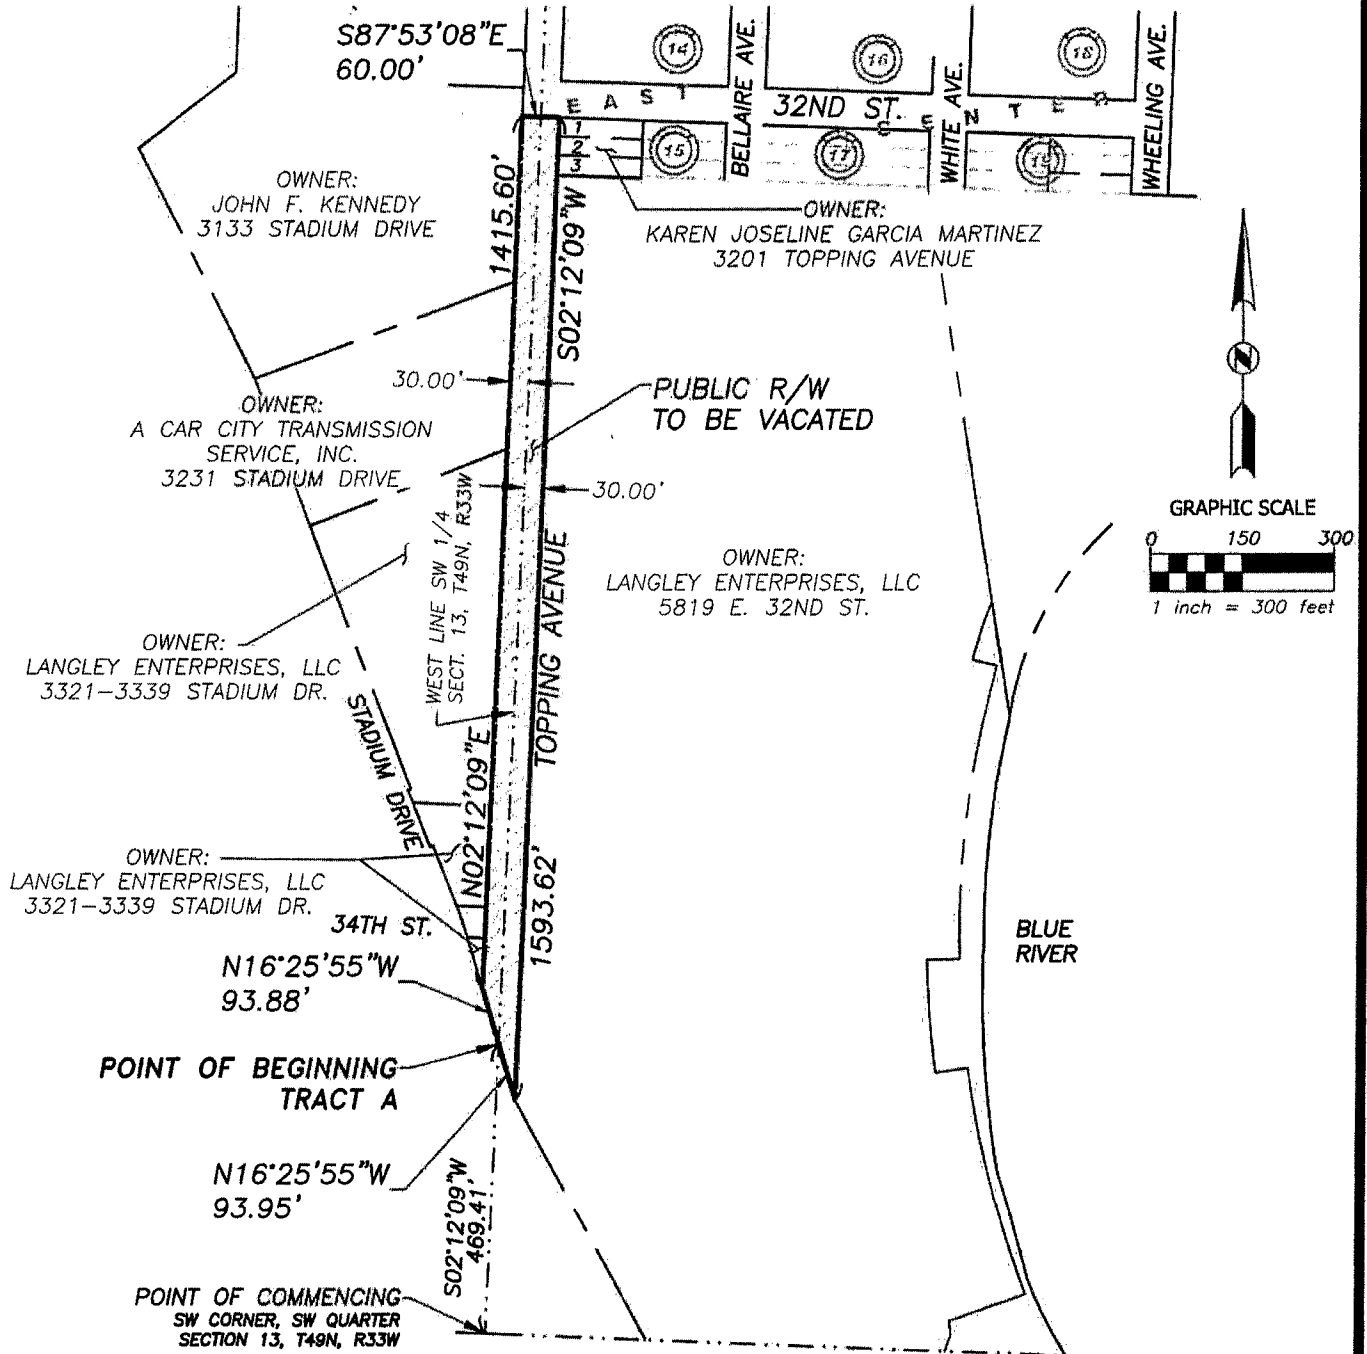 S87°53'08"E
60.00'
14
16
18
BELLAIRE AVE.
WHITE AVE.
WHEELING AVE.
EAST
32ND ST.
CENTER
1
2
3
15
17
19
OWNER:
JOHN F. KENNEDY
3133 STADIUM DRIVE
1415.60'
S02°12'09"W
OWNER:
KAREN JOSELINE GARCIA MARTINEZ
3201 TOPPING AVENUE
N
30.00'
PUBLIC R/W
TO BE VACATED
OWNER:
A CAR CITY TRANSMISSION
SERVICE, INC.
3231 STADIUM DRIVE
30.00'
WEST LINE SW 1/4
SECT. 13, T49N, R33W
TOPPING AVENUE
GRAPHIC SCALE
0 150 300
1 inch = 300 feet
OWNER:
LANGLEY ENTERPRISES, LLC
5819 E. 32ND ST.
OWNER:
LANGLEY ENTERPRISES, LLC
3321-3339 STADIUM DR.
STADIUM DRIVE
N02°12'09"E
1593.62'
OWNER:
LANGLEY ENTERPRISES, LLC
3321-3339 STADIUM DR.
34TH ST.
BLUE
RIVER
N16°25'55"W
93.88'
POINT OF BEGINNING
TRACT A
N16°25'55"W
93.95'
S02°12'09"W
469.41'
POINT OF COMMENCING
SW CORNER, SW QUARTER
SECTION 13, T49N, R33W